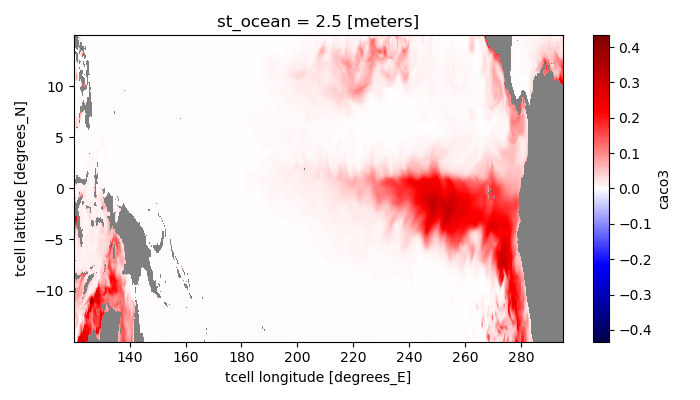 st_ocean = 2.5 [meters]
10
5
0
−5
−10
tcell latitude [degrees_N]
140 160 180 200 220 240 260 280
tcell longitude [degrees_E]
0.4
0.3
0.2
0.1
0.0
−0.1
−0.2
−0.3
−0.4
caco3